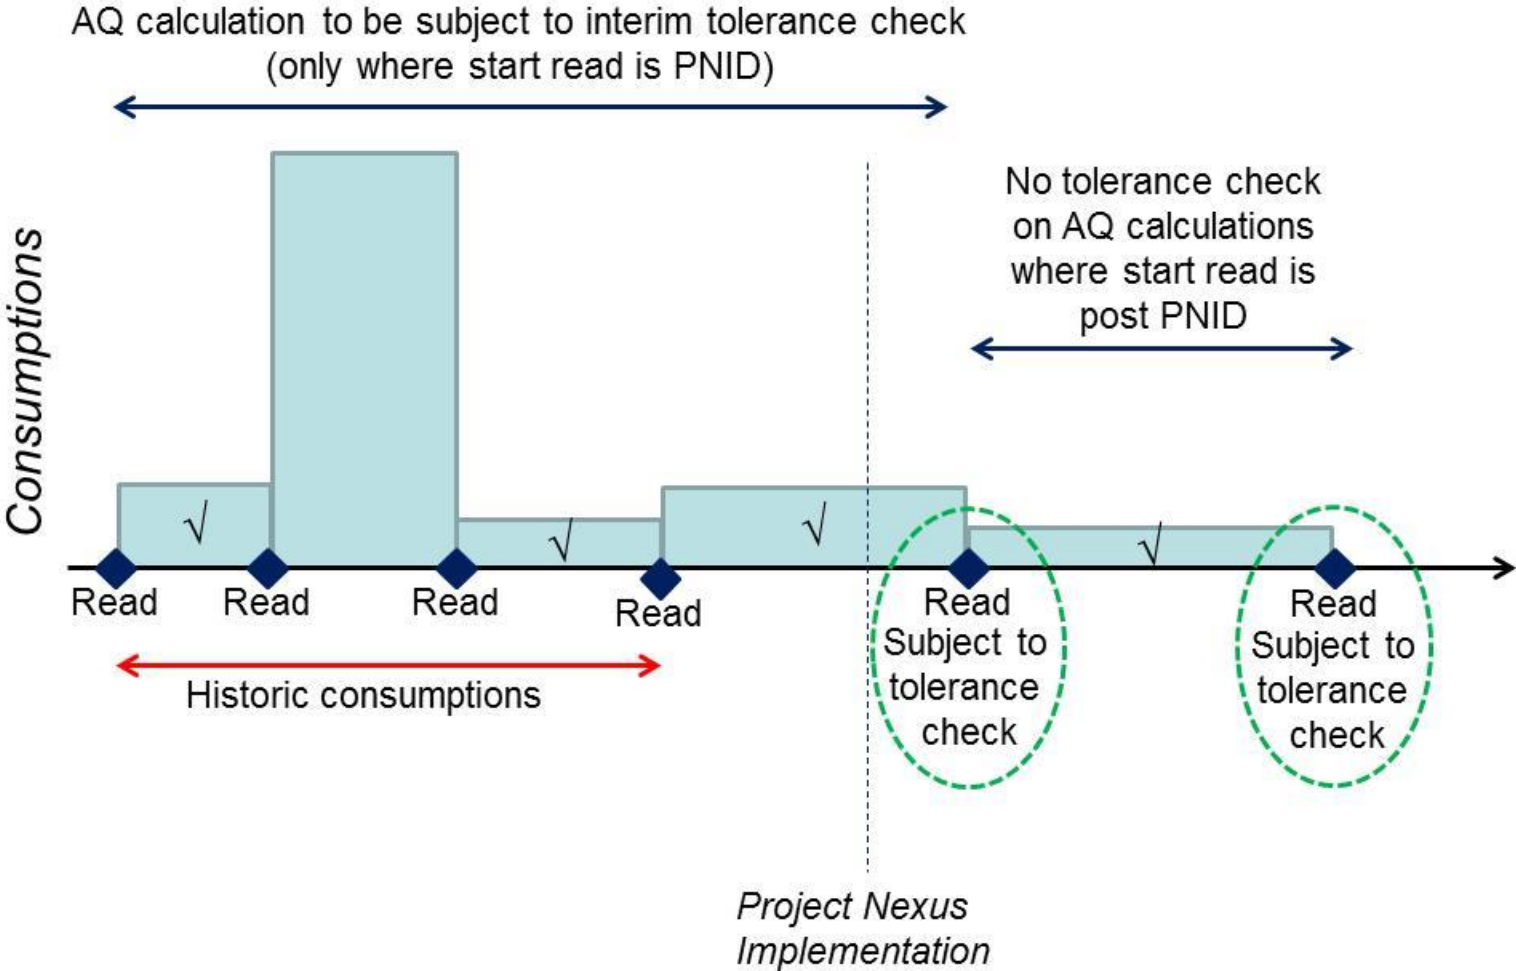 AQ calculation to be subject to interim tolerance check
(only where start read is PNID)
No tolerance check
on AQ calculations
where start read is
post PNID
Consumptions
√
√
√
√
Read
Read
Read
Read
Read
Subject to
tolerance
check
Read
Subject to
tolerance
check
Historic consumptions
Project Nexus
Implementation